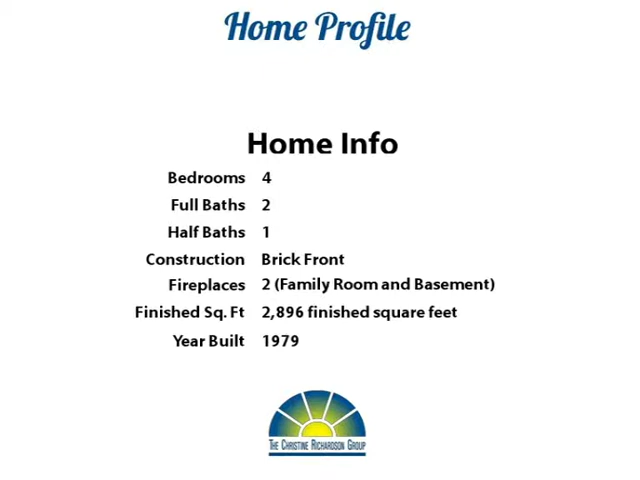 Home Profile
Home Info
Bedrooms 4
Full Baths 2
Half Baths 1
Construction Brick Front
Fireplaces 2 (Family Room and Basement)
Finished Sq. Ft 2,896 finished square feet
Year Built 1979
The Christine Richardson Group